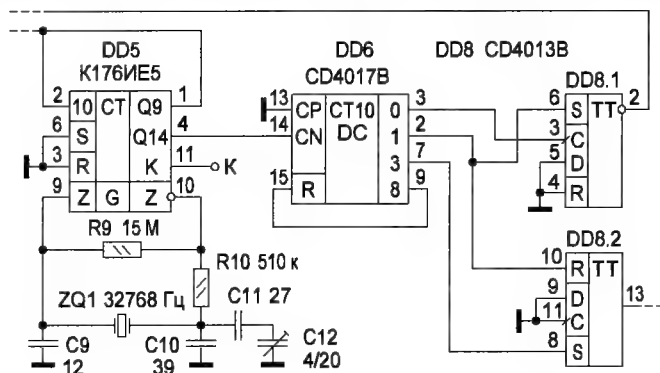 DD5
К176ИЕ5
2
10
CT
Q9
1
6
S
Q14
4
3
R
K
11
К
9
Z
G
Z
10
R9 15 М
R10 510 к
ZQ1 32768 Гц
C11 27
C9
12
C10
39
C12
4/20
DD6
CD4017B
13
CP
CT10
0
3
14
CN
DC
1
2
3
7
15
R
8
9
DD8 CD4013B
DD8.1
6
S
TT
2
3
C
5
D
4
R
DD8.2
10
R
TT
9
D
13
11
C
8
S